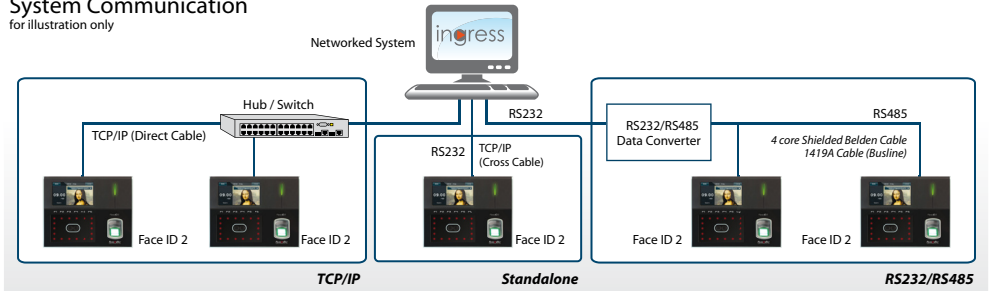 System Communication
for illustration only
Networked System
ingress
Hub / Switch
TCP/IP (Direct Cable)
RS232
TCP/IP
(Cross Cable)
RS232
RS232/RS485
Data Converter
RS485
4 core Shielded Belden Cable
1419A Cable (Busline)
Face ID 2
Face ID 2
Face ID 2
Face ID 2
Face ID 2
TCP/IP
Standalone
RS232/RS485